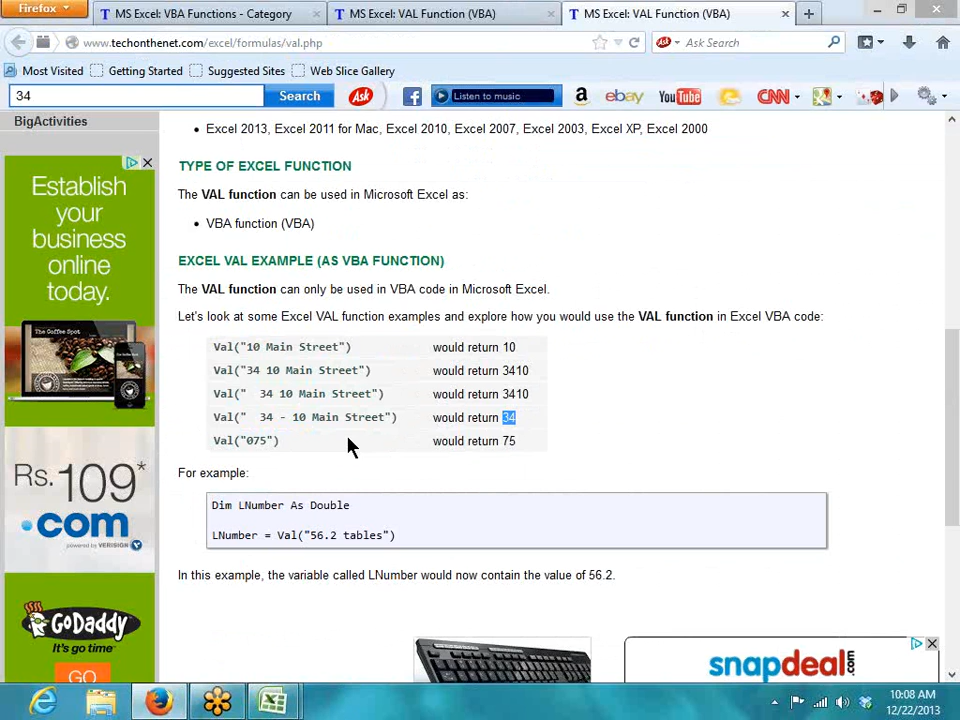 Firefox
MS Excel: VBA Functions - Category
MS Excel: VAL Function (VBA)
MS Excel: VAL Function (VBA)
www.techonthenet.com/excel/formulas/val.php
Ask Search
Most Visited Getting Started Suggested Sites Web Slice Gallery
34 Search Ask Listen to music a ebay YouTube CNN
BigActivities
• Excel 2013, Excel 2011 for Mac, Excel 2010, Excel 2007, Excel 2003, Excel XP, Excel 2000
TYPE OF EXCEL FUNCTION
The VAL function can be used in Microsoft Excel as:
• VBA function (VBA)
EXCEL VAL EXAMPLE (AS VBA FUNCTION)
The VAL function can only be used in VBA code in Microsoft Excel.
Let's look at some Excel VAL function examples and explore how you would use the VAL function in Excel VBA code:
Val("10 Main Street") would return 10
Val("34 10 Main Street") would return 3410
Val("  34 10 Main Street") would return 3410
Val("  34 - 10 Main Street") would return 34
Val("075") would return 75
For example:
Dim LNumber As Double
LNumber = Val("56.2 tables")
In this example, the variable called LNumber would now contain the value of 56.2.
Establish
your
business
online
today.
The Coffee Spot
Rs.109*
.com
powered by VERISIGN
GoDaddy
It's go time™
GO
snapdeal.com
10:08 AM
12/22/2013